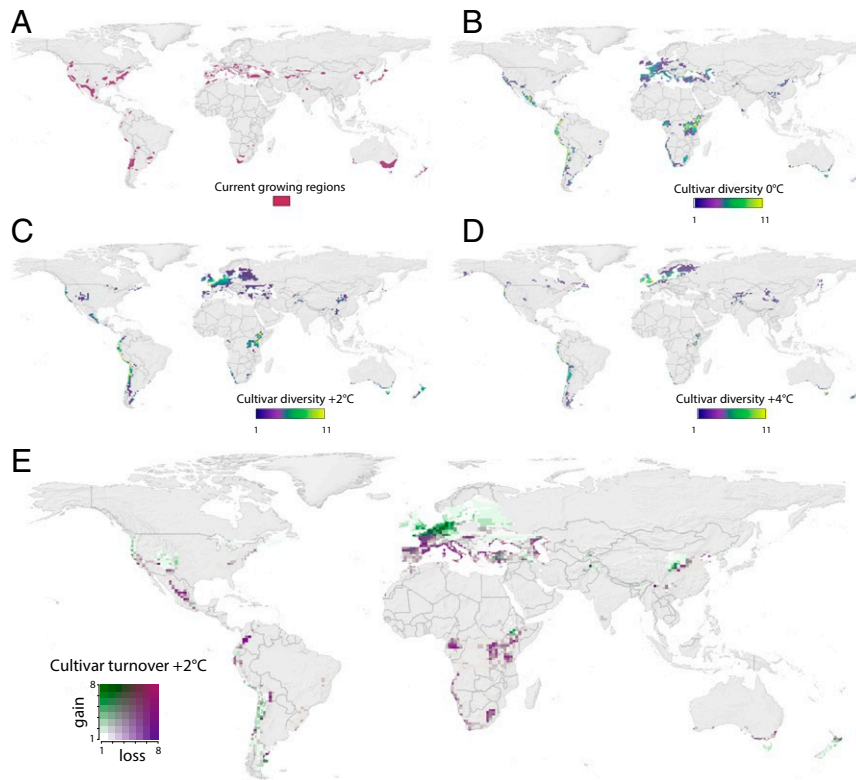 A
B
Current growing regions
Cultivar diversity 0°C
1 11
C
D
Cultivar diversity +2°C
1 11
Cultivar diversity +4°C
1 11
E
Cultivar turnover +2°C
8
gain
1
1 8
loss